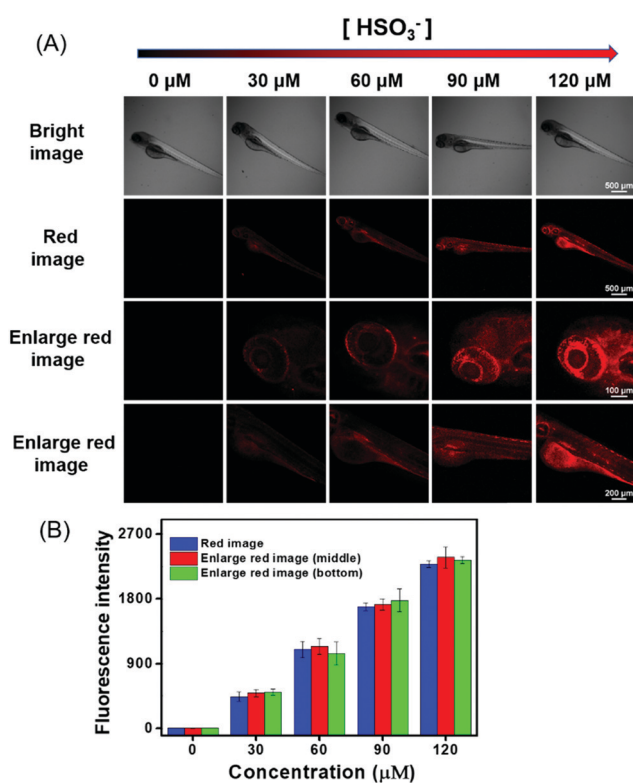 (A)
[ HSO₃⁻]
0 μM 30 μM 60 μM 90 μM 120 μM
Bright
image
500 μm
Red
image
500 μm
Enlarge red
image
100 μm
Enlarge red
image
200 μm
(B)
2700
1800
900
0
Fluorescence intensity
Red image
Enlarge red image (middle)
Enlarge red image (bottom)
0 30 60 90 120
Concentration (μM)